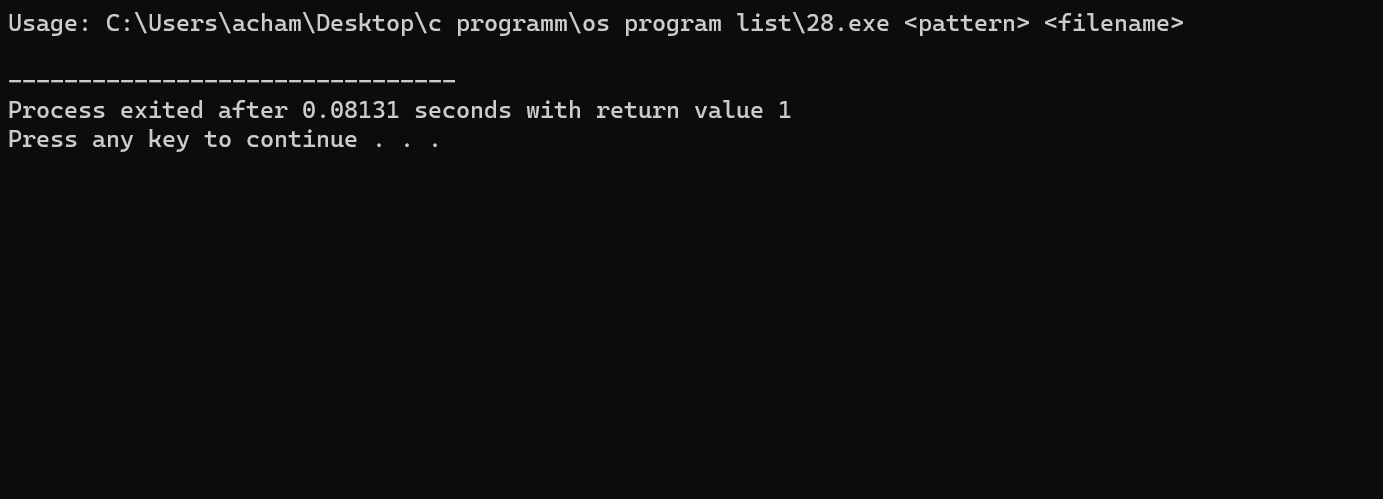 Usage: C:\Users\acham\Desktop\c programm\os program list\28.exe <pattern> <filename>
--------------------------------
Process exited after 0.08131 seconds with return value 1
Press any key to continue . . .